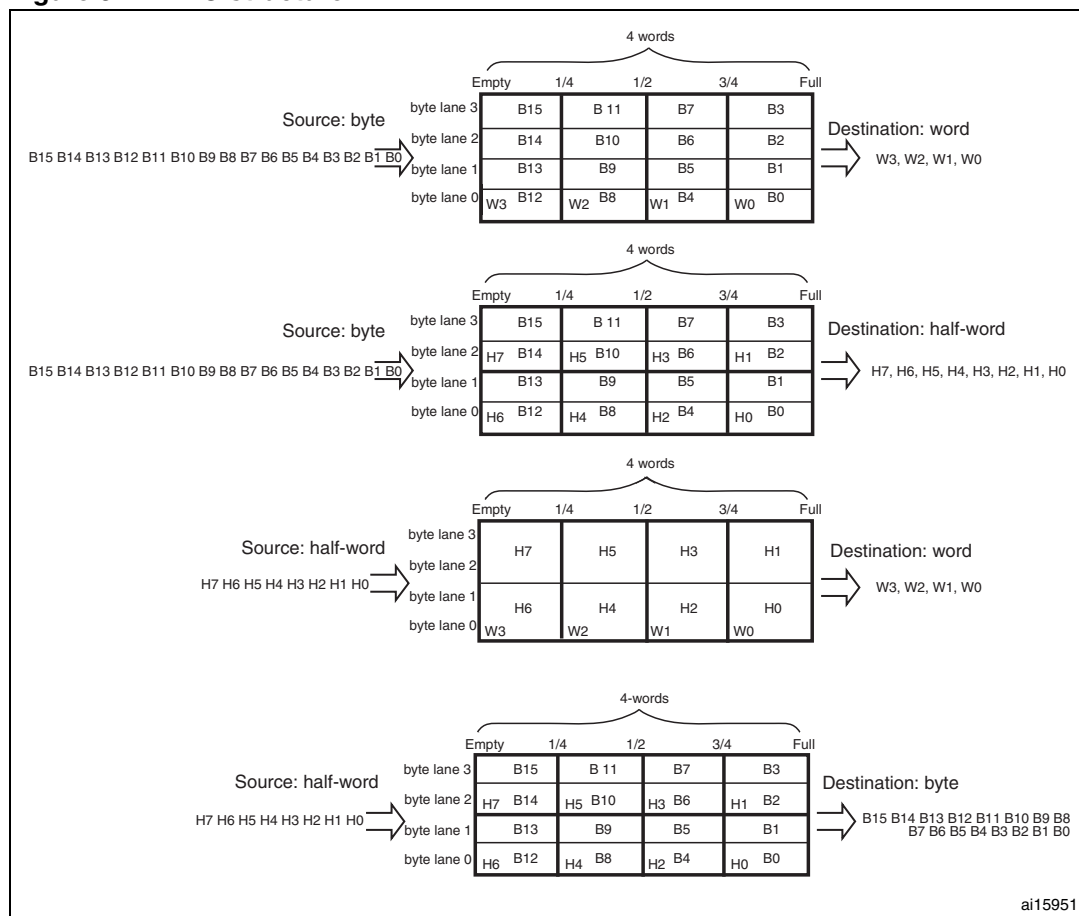 4 words
Empty 1/4 1/2 3/4 Full
Source: byte
B15 B14 B13 B12 B11 B10 B9 B8 B7 B6 B5 B4 B3 B2 B1 B0
byte lane 3 B15 B 11 B7 B3
byte lane 2 B14 B10 B6 B2
byte lane 1 B13 B9 B5 B1
byte lane 0 W3 B12 W2 B8 W1 B4 W0 B0
Destination: word
W3, W2, W1, W0
4 words
Empty 1/4 1/2 3/4 Full
Source: byte
B15 B14 B13 B12 B11 B10 B9 B8 B7 B6 B5 B4 B3 B2 B1 B0
byte lane 3 B15 B 11 B7 B3
byte lane 2 H7 B14 H5 B10 H3 B6 H1 B2
byte lane 1 B13 B9 B5 B1
byte lane 0 H6 B12 H4 B8 H2 B4 H0 B0
Destination: half-word
H7, H6, H5, H4, H3, H2, H1, H0
4 words
Empty 1/4 1/2 3/4 Full
Source: half-word
H7 H6 H5 H4 H3 H2 H1 H0
byte lane 3
H7 H5 H3 H1
byte lane 2
byte lane 1
H6 H4 H2 H0
byte lane 0 W3 W2 W1 W0
Destination: word
W3, W2, W1, W0
4-words
Empty 1/4 1/2 3/4 Full
Source: half-word
H7 H6 H5 H4 H3 H2 H1 H0
byte lane 3 B15 B 11 B7 B3
byte lane 2 H7 B14 H5 B10 H3 B6 H1 B2
byte lane 1 B13 B9 B5 B1
byte lane 0 H6 B12 H4 B8 H2 B4 H0 B0
Destination: byte
B15 B14 B13 B12 B11 B10 B9 B8
B7 B6 B5 B4 B3 B2 B1 B0
ai15951